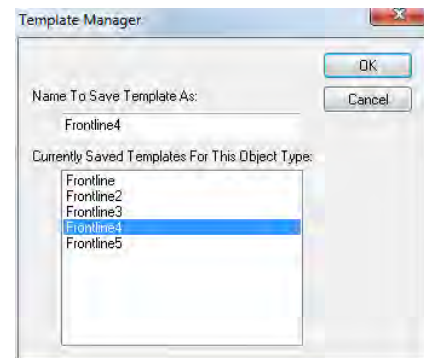 Template Manager
OK
Name To Save Template As:
Cancel
Frontline4
Currently Saved Templates For This Object Type:
Frontline
Frontline2
Frontline3
Frontline4
Frontline5